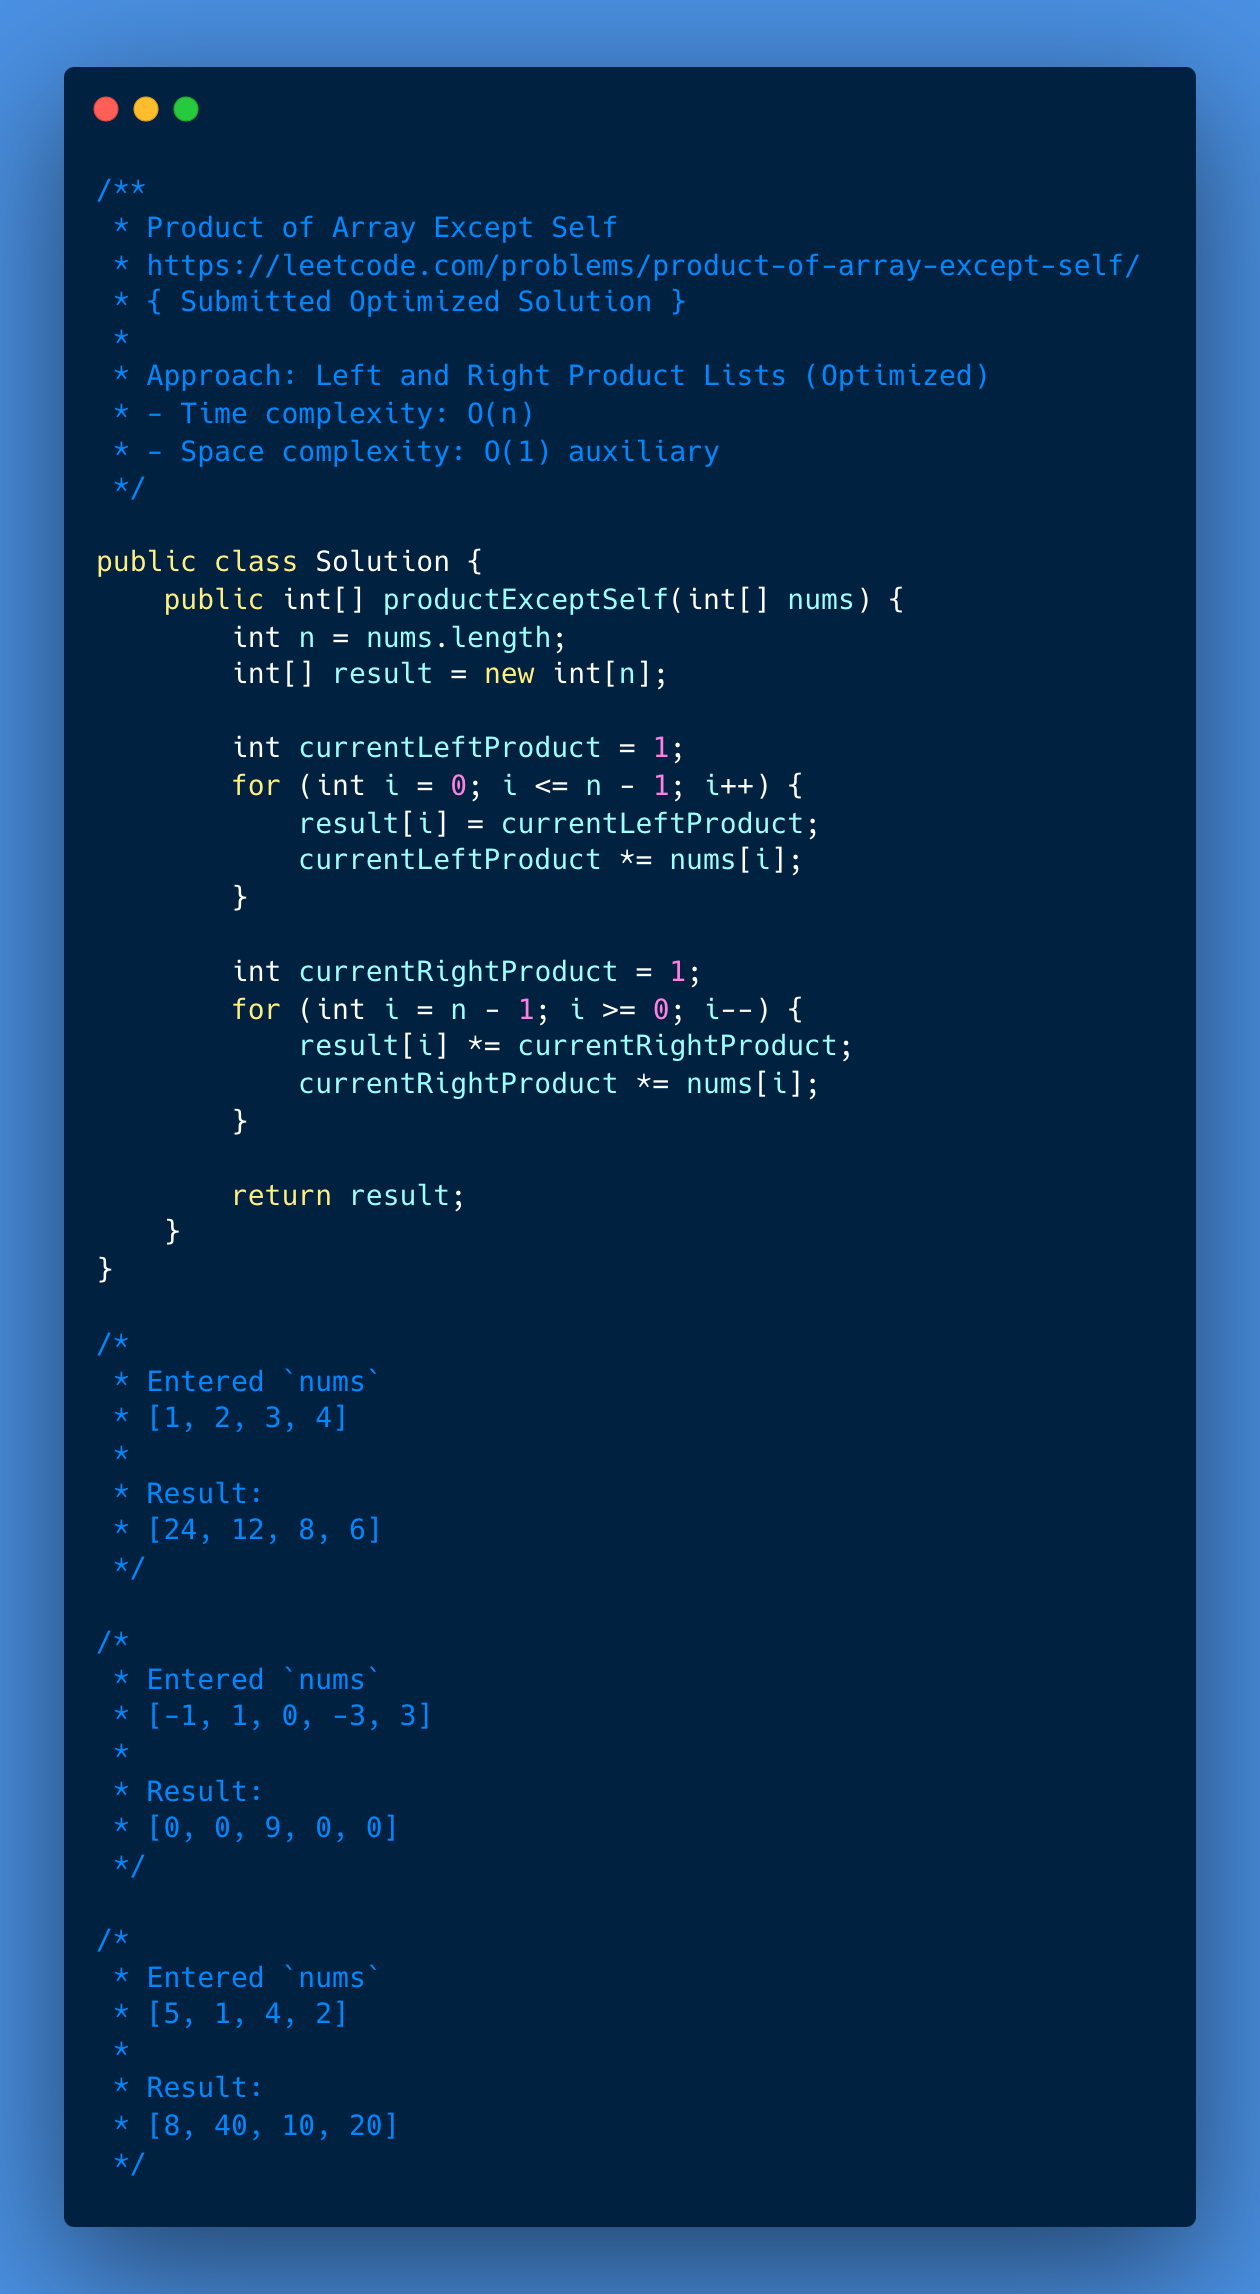 /**
 * Product of Array Except Self
 * https://leetcode.com/problems/product-of-array-except-self/
 * { Submitted Optimized Solution }
 *
 * Approach: Left and Right Product Lists (Optimized)
 * - Time complexity: O(n)
 * - Space complexity: O(1) auxiliary
 */

public class Solution {
    public int[] productExceptSelf(int[] nums) {
        int n = nums.length;
        int[] result = new int[n];

        int currentLeftProduct = 1;
        for (int i = 0; i <= n - 1; i++) {
            result[i] = currentLeftProduct;
            currentLeftProduct *= nums[i];
        }

        int currentRightProduct = 1;
        for (int i = n - 1; i >= 0; i--) {
            result[i] *= currentRightProduct;
            currentRightProduct *= nums[i];
        }

        return result;
    }
}

/*
 * Entered `nums`
 * [1, 2, 3, 4]
 *
 * Result:
 * [24, 12, 8, 6]
 */

/*
 * Entered `nums`
 * [-1, 1, 0, -3, 3]
 *
 * Result:
 * [0, 0, 9, 0, 0]
 */

/*
 * Entered `nums`
 * [5, 1, 4, 2]
 *
 * Result:
 * [8, 40, 10, 20]
 */